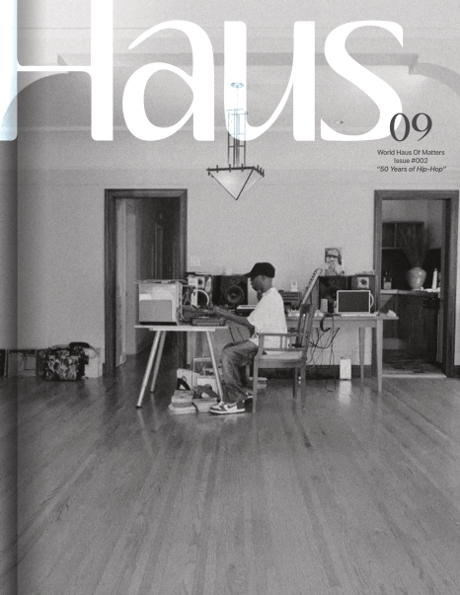 Haus
09
World Haus Of Matters
Issue #002
"50 Years of Hip-Hop"